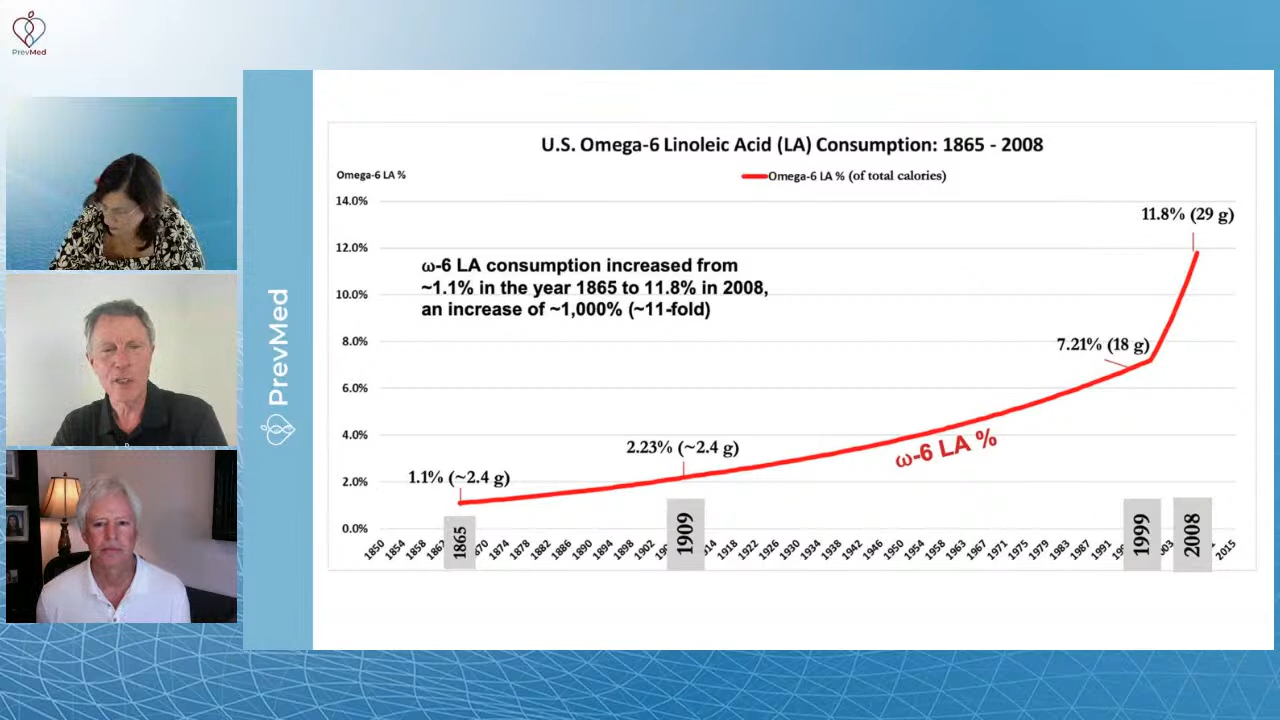 PrevMed
PrevMed
U.S. Omega-6 Linoleic Acid (LA) Consumption: 1865 - 2008
Omega-6 LA %
Omega-6 LA % (of total calories)
14.0%
12.0%
10.0%
8.0%
6.0%
4.0%
2.0%
0.0%
11.8% (29 g)
ω-6 LA consumption increased from
~1.1% in the year 1865 to 11.8% in 2008,
an increase of ~1,000% (~11-fold)
7.21% (18 g)
2.23% (~2.4 g)
1.1% (~2.4 g)
ω-6 LA %
1850 1854 1858 1865 1874 1878 1882 1886 1890 1894 1898 1902 1909 1914 1918 1922 1926 1930 1934 1938 1942 1946 1950 1954 1958 1963 1967 1971 1975 1979 1983 1987 1991 1999 2008 2015